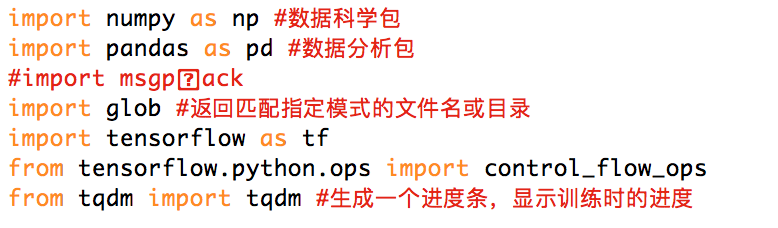 import numpy as np #数据科学包
import pandas as pd #数据分析包
#import msgp�ack
import glob #返回匹配指定模式的文件名或目录
import tensorflow as tf
from tensorflow.python.ops import control_flow_ops
from tqdm import tqdm #生成一个进度条，显示训练时的进度